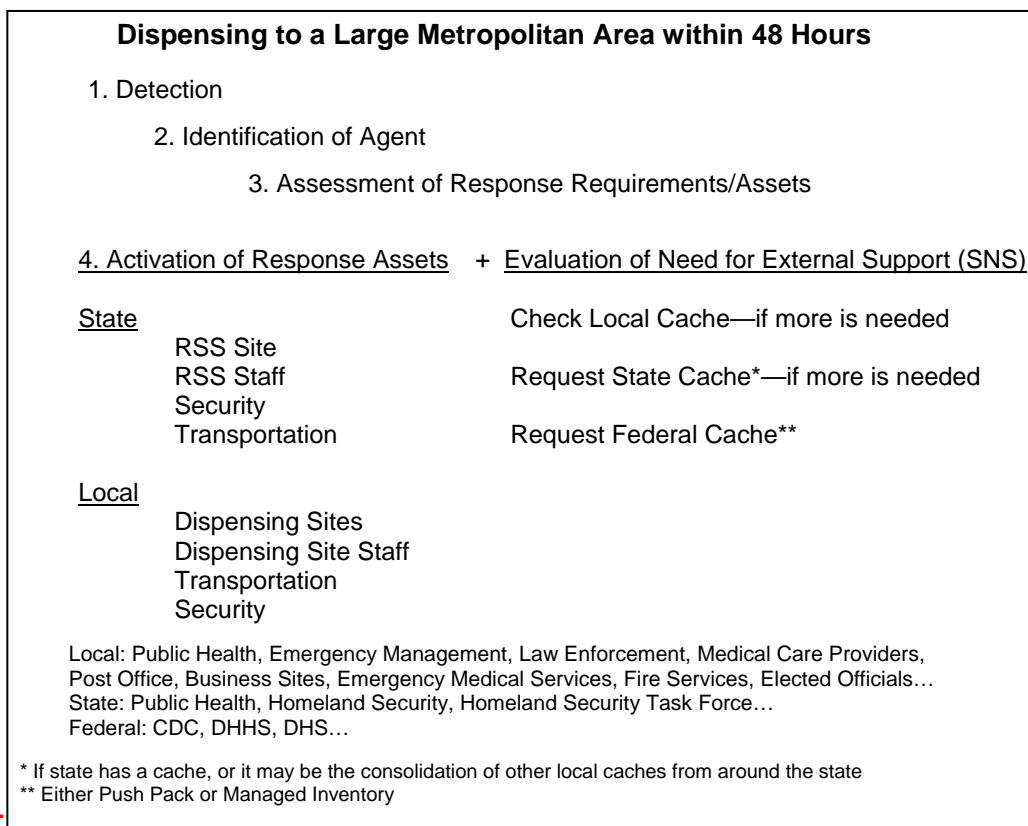 Dispensing to a Large Metropolitan Area within 48 Hours
1. Detection
2. Identification of Agent
3. Assessment of Response Requirements/Assets
4. Activation of Response Assets + Evaluation of Need for External Support (SNS)
State Check Local Cache—if more is needed
RSS Site
RSS Staff Request State Cache*—if more is needed
Security
Transportation Request Federal Cache**
Local
Dispensing Sites
Dispensing Site Staff
Transportation
Security
Local: Public Health, Emergency Management, Law Enforcement, Medical Care Providers,
Post Office, Business Sites, Emergency Medical Services, Fire Services, Elected Officials…
State: Public Health, Homeland Security, Homeland Security Task Force…
Federal: CDC, DHHS, DHS…
* If state has a cache, or it may be the consolidation of other local caches from around the state
** Either Push Pack or Managed Inventory